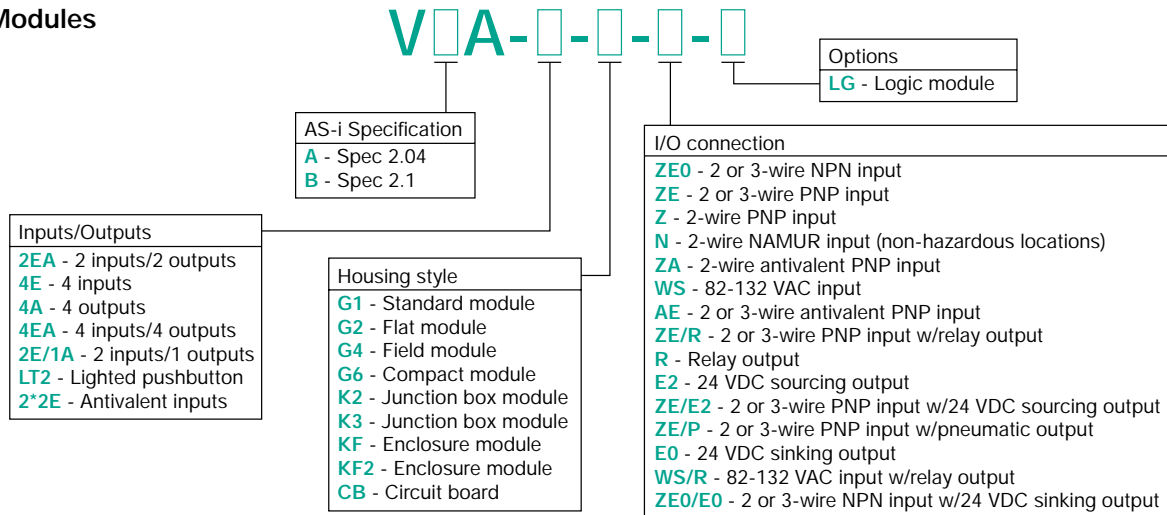 Modules
V▯A-▯-▯-▯-▯
Options
LG - Logic module
AS-i Specification
A - Spec 2.04
B - Spec 2.1
Inputs/Outputs
2EA - 2 inputs/2 outputs
4E - 4 inputs
4A - 4 outputs
4EA - 4 inputs/4 outputs
2E/1A - 2 inputs/1 outputs
LT2 - Lighted pushbutton
2*2E - Antivalent inputs
Housing style
G1 - Standard module
G2 - Flat module
G4 - Field module
G6 - Compact module
K2 - Junction box module
K3 - Junction box module
KF - Enclosure module
KF2 - Enclosure module
CB - Circuit board
I/O connection
ZE0 - 2 or 3-wire NPN input
ZE - 2 or 3-wire PNP input
Z - 2-wire PNP input
N - 2-wire NAMUR input (non-hazardous locations)
ZA - 2-wire antivalent PNP input
WS - 82-132 VAC input
AE - 2 or 3-wire antivalent PNP input
ZE/R - 2 or 3-wire PNP input w/relay output
R - Relay output
E2 - 24 VDC sourcing output
ZE/E2 - 2 or 3-wire PNP input w/24 VDC sourcing output
ZE/P - 2 or 3-wire PNP input w/pneumatic output
E0 - 24 VDC sinking output
WS/R - 82-132 VAC input w/relay output
ZE0/E0 - 2 or 3-wire NPN input w/24 VDC sinking output